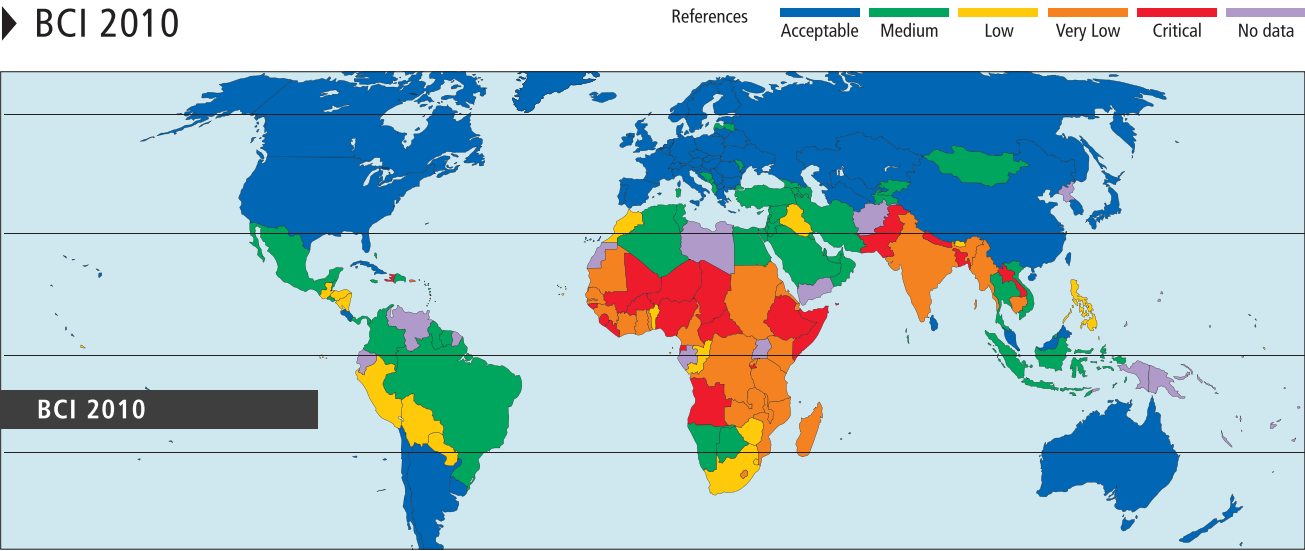 BCI 2010
References
Acceptable
Medium
Low
Very Low
Critical
No data
BCI 2010